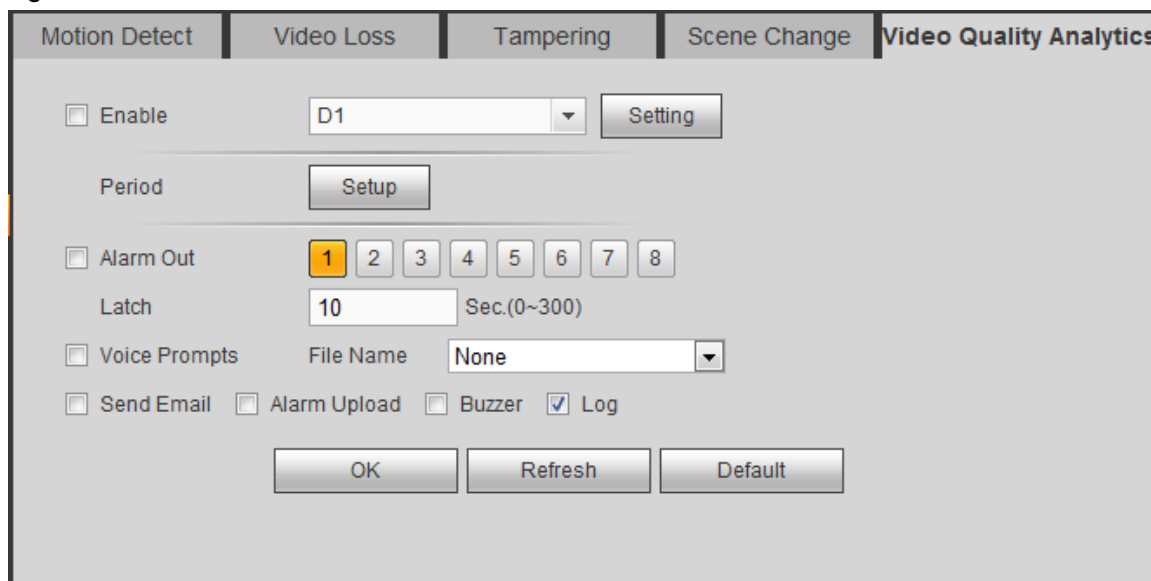 Motion Detect Video Loss Tampering Scene Change Video Quality Analytics
Enable D1 Setting
Period Setup
Alarm Out 1 2 3 4 5 6 7 8
Latch 10 Sec.(0~300)
Voice Prompts File Name None
Send Email Alarm Upload Buzzer Log
OK Refresh Default